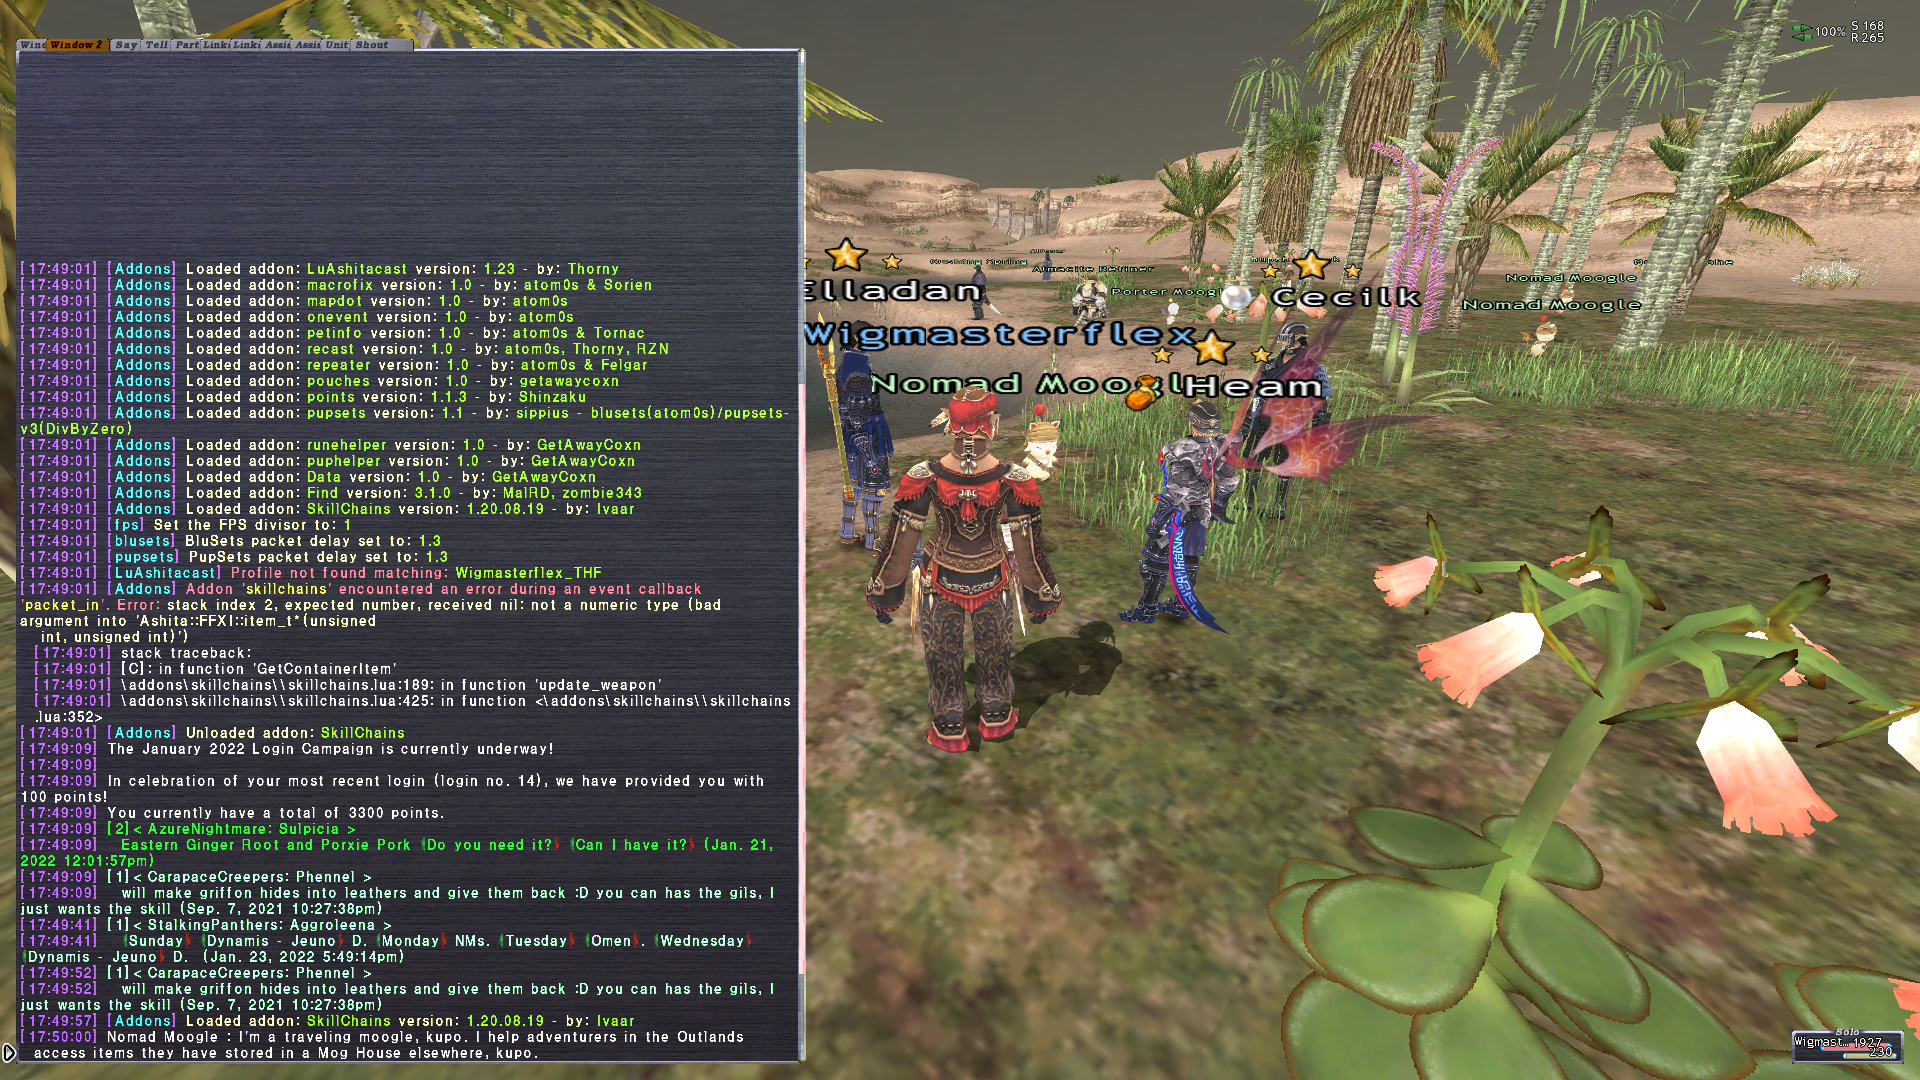 Wind Window 2 Say Tell Part Link Link Assi Assi Unit Shout
[17:49:01] [Addons] Loaded addon: LuAshitacast version: 1.23 - by: Thorny
[17:49:01] [Addons] Loaded addon: macrofix version: 1.0 - by: atom0s & Sorien
[17:49:01] [Addons] Loaded addon: mapdot version: 1.0 - by: atom0s
[17:49:01] [Addons] Loaded addon: onevent version: 1.0 - by: atom0s
[17:49:01] [Addons] Loaded addon: petinfo version: 1.0 - by: atom0s & Tornac
[17:49:01] [Addons] Loaded addon: recast version: 1.0 - by: atom0s, Thorny, RZN
[17:49:01] [Addons] Loaded addon: repeater version: 1.0 - by: atom0s & Felgar
[17:49:01] [Addons] Loaded addon: pouches version: 1.0 - by: getawaycoxn
[17:49:01] [Addons] Loaded addon: points version: 1.1.3 - by: Shinzaku
[17:49:01] [Addons] Loaded addon: pupsets version: 1.1 - by: sippius - blusets(atom0s)/pupsets-
v3(DivByZero)
[17:49:01] [Addons] Loaded addon: runehelper version: 1.0 - by: GetAwayCoxn
[17:49:01] [Addons] Loaded addon: puphelper version: 1.0 - by: GetAwayCoxn
[17:49:01] [Addons] Loaded addon: Data version: 1.0 - by: GetAwayCoxn
[17:49:01] [Addons] Loaded addon: Find version: 3.1.0 - by: MalRD, zombie343
[17:49:01] [Addons] Loaded addon: SkillChains version: 1.20.08.19 - by: Ivaar
[17:49:01] [fps] Set the FPS divisor to: 1
[17:49:01] [blusets] BluSets packet delay set to: 1.3
[17:49:01] [pupsets] PupSets packet delay set to: 1.3
[17:49:01] [LuAshitacast] Profile not found matching: Wigmasterflex_THF
[17:49:01] [Addons] Addon 'skillchains' encountered an error during an event callback
'packet_in'. Error: stack index 2, expected number, received nil: not a numeric type (bad
argument into 'Ashita::FFXI::item_t*(unsigned
int, unsigned int)')
[17:49:01] stack traceback:
[17:49:01] [C]: in function 'GetContainerItem'
[17:49:01] \addons\skillchains\\skillchains.lua:189: in function 'update_weapon'
[17:49:01] \addons\skillchains\\skillchains.lua:425: in function <\addons\skillchains\\skillchains
.lua:352>
[17:49:01] [Addons] Unloaded addon: SkillChains
[17:49:09] The January 2022 Login Campaign is currently underway!
[17:49:09]
[17:49:09] In celebration of your most recent login (login no. 14), we have provided you with
100 points!
[17:49:09] You currently have a total of 3300 points.
[17:49:09] [2]< AzureNightmare: Sulpicia >
[17:49:09] Eastern Ginger Root and Porxie Pork {Do you need it?} {Can I have it?} (Jan. 21,
2022 12:01:57pm)
[17:49:09] [1]< CarapaceCreepers: Phennel >
[17:49:09] will make griffon hides into leathers and give them back :D you can has the gils, I
just wants the skill (Sep. 7, 2021 10:27:38pm)
[17:49:41] [1]< StalkingPanthers: Aggroleena >
[17:49:41] {Sunday} {Dynamis - Jeuno} D. {Monday} NMs. {Tuesday} {Omen}. {Wednesday}
{Dynamis - Jeuno} D. (Jan. 23, 2022 5:49:14pm)
[17:49:52] [1]< CarapaceCreepers: Phennel >
[17:49:52] will make griffon hides into leathers and give them back :D you can has the gils, I
just wants the skill (Sep. 7, 2021 10:27:38pm)
[17:49:57] [Addons] Loaded addon: SkillChains version: 1.20.08.19 - by: Ivaar
[17:50:00] Nomad Moogle : I'm a traveling moogle, kupo. I help adventurers in the Outlands
access items they have stored in a Mog House elsewhere, kupo.
100% S 168
R 265
Almacite Refiner
Porter Moogle
Nomad Moogle
Nomad Moogle
Elladan
Cecilk
Wigmasterflex
Nomad Moogle
Heam
Solo
Wigmast... 1927
230